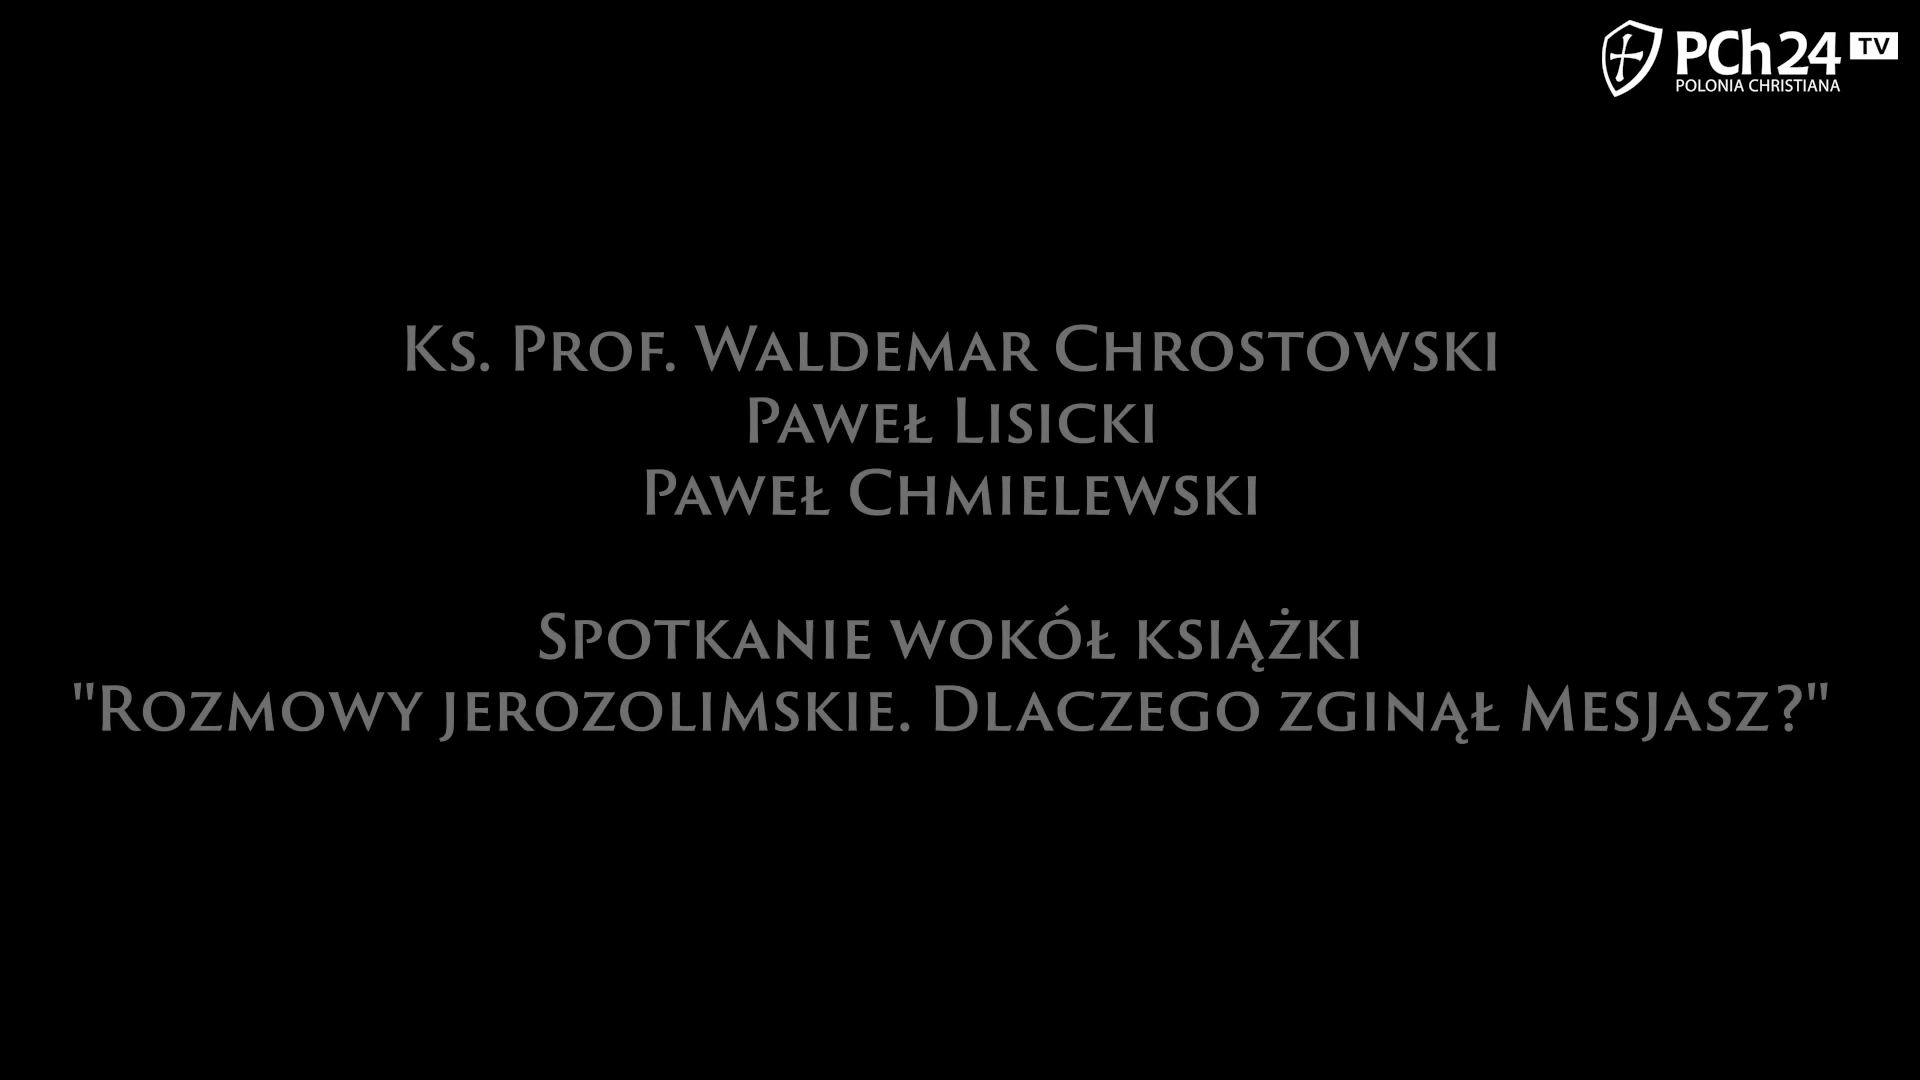 PCh24 TV
POLONIA CHRISTIANA
Ks. Prof. Waldemar Chrostowski
Paweł Lisicki
Paweł Chmielewski
Spotkanie wokół książki
"Rozmowy jerozolimskie. Dlaczego zginął Mesjasz?"